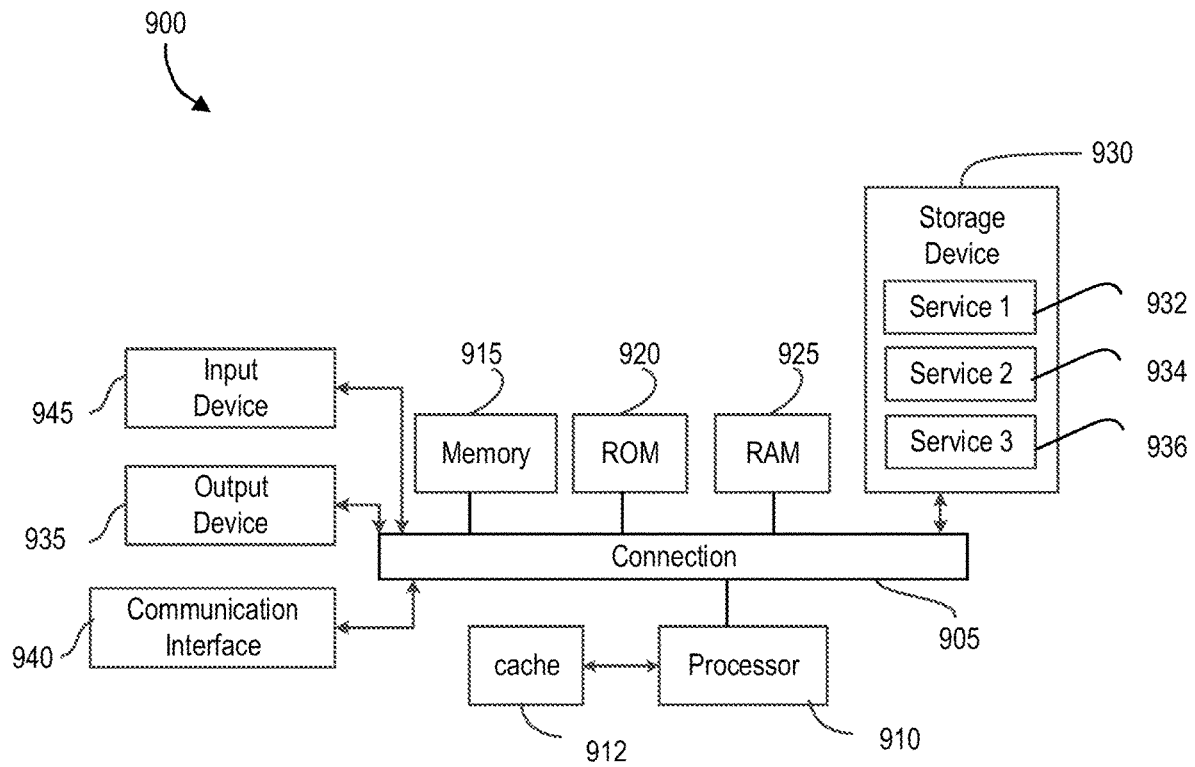 900
930
Storage
Device
Service 1
932
Service 2
934
Service 3
936
915
920
925
Input
Device
945
Memory
ROM
RAM
Output
Device
935
Connection
905
Communication
Interface
940
cache
Processor
912
910